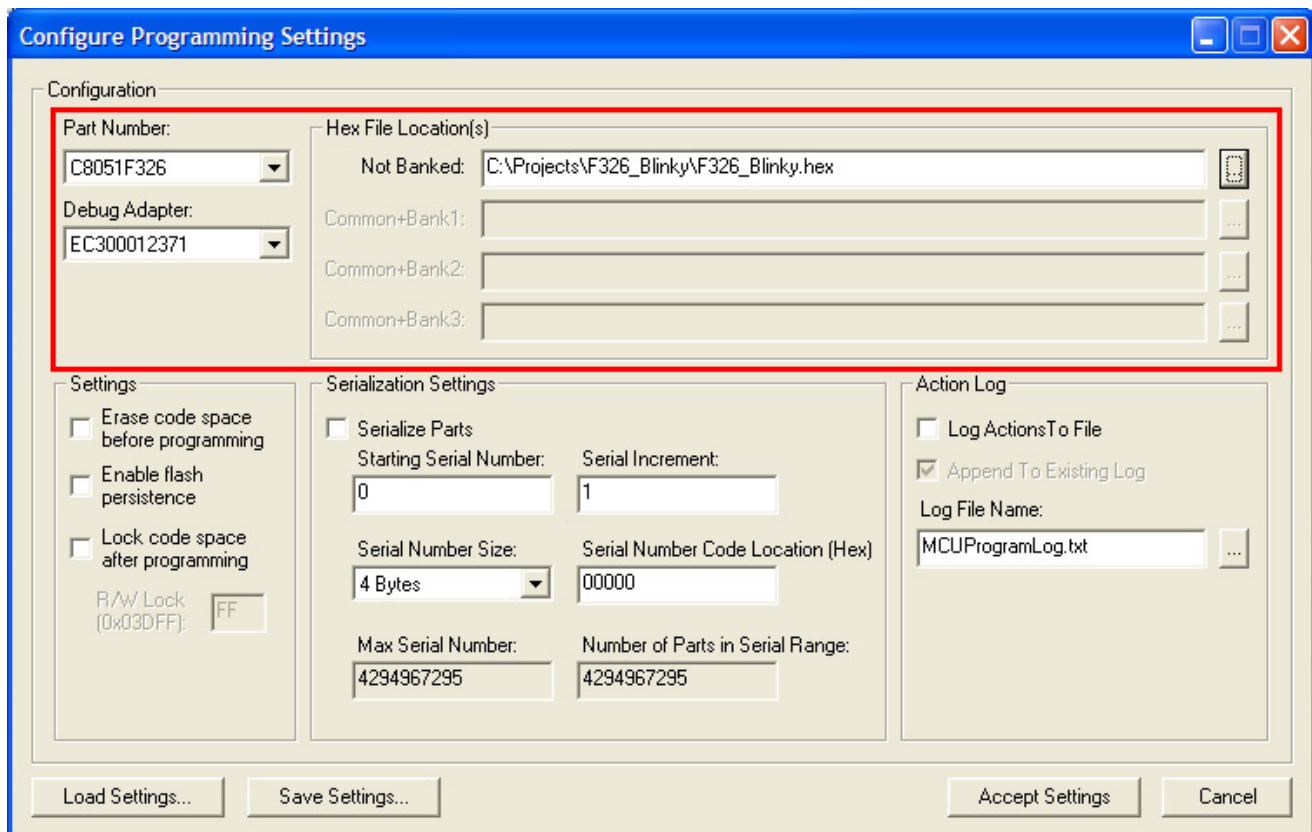 Configure Programming Settings
Configuration
Part Number:
C8051F326
Debug Adapter:
EC300012371
Hex File Location(s)
Not Banked: C:\Projects\F326_Blinky\F326_Blinky.hex
...
Common+Bank1: ...
Common+Bank2: ...
Common+Bank3: ...
Settings
Erase code space
before programming
Enable flash
persistence
Lock code space
after programming
R/W Lock
(0x03DFF): FF
Serialization Settings
Serialize Parts
Starting Serial Number: Serial Increment:
0 1
Serial Number Size: Serial Number Code Location (Hex)
4 Bytes 00000
Max Serial Number: Number of Parts in Serial Range:
4294967295 4294967295
Action Log
Log ActionsTo File
Append To Existing Log
Log File Name:
MCUProgramLog.txt ...
Load Settings... Save Settings... Accept Settings Cancel